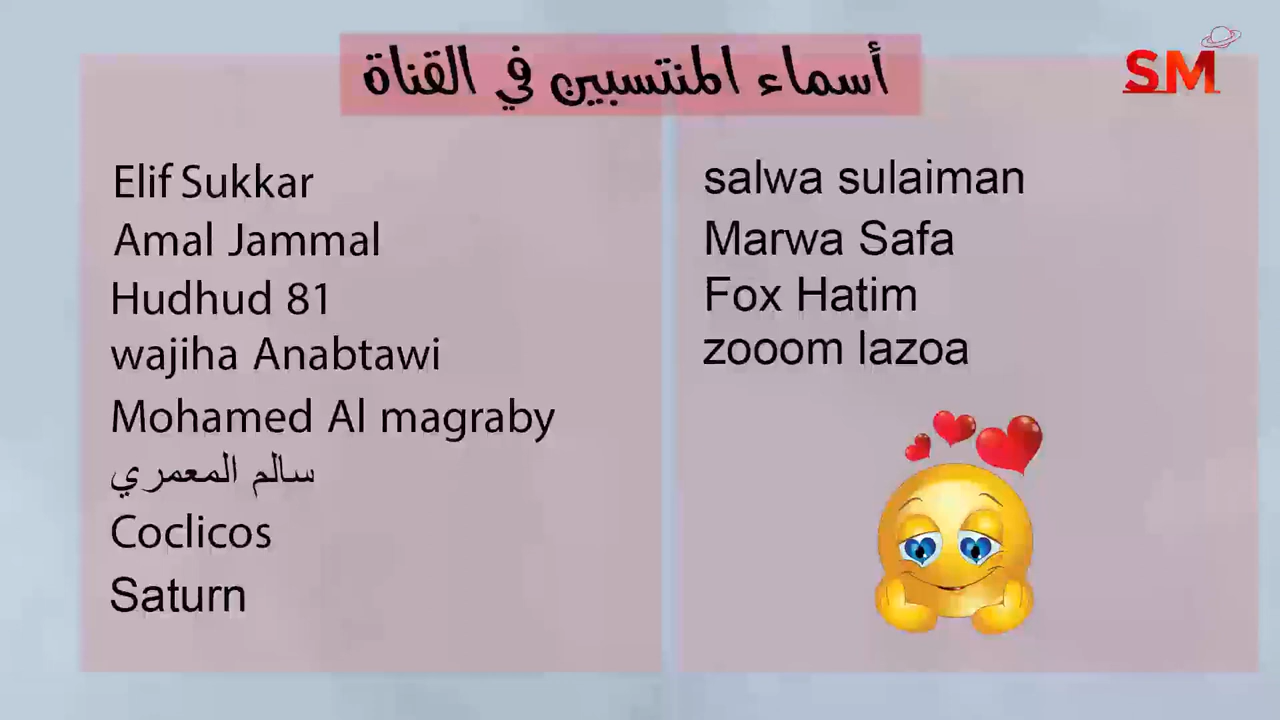 أسماء المنتسبين في القناة
SM
Elif Sukkar
Amal Jammal
Hudhud 81
wajiha Anabtawi
Mohamed Al magraby
سالم المعمري
Coclicos
Saturn
salwa sulaiman
Marwa Safa
Fox Hatim
zooom lazoa